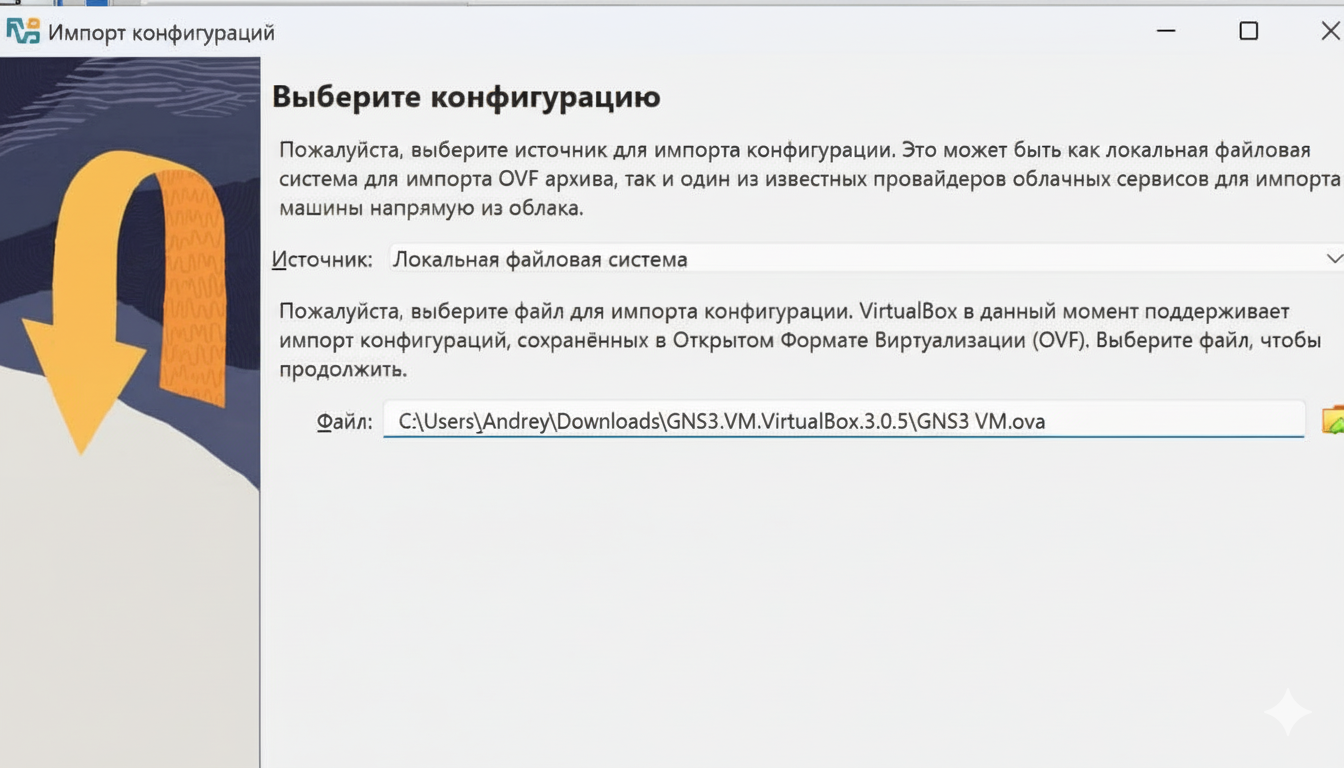 Импорт конфигураций
Выберите конфигурацию
Пожалуйста, выберите источник для импорта конфигурации. Это может быть как локальная файловая
система для импорта OVF архива, так и один из известных провайдеров облачных сервисов для импорта
машины напрямую из облака.
Источник: Локальная файловая система
Пожалуйста, выберите файл для импорта конфигурации. VirtualBox в данный момент поддерживает
импорт конфигураций, сохранённых в Открытом Формате Виртуализации (OVF). Выберите файл, чтобы
продолжить.
Файл: C:\Users\Andrey\Downloads\GNS3.VM.VirtualBox.3.0.5\GNS3 VM.ova